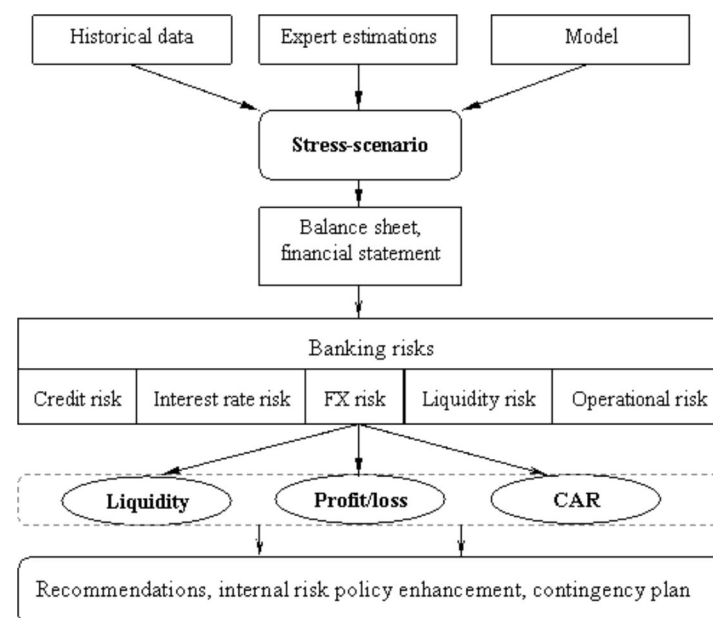 Historical data
Expert estimations
Model
Stress-scenario
Balance sheet,
financial statement
Banking risks
Credit risk
Interest rate risk
FX risk
Liquidity risk
Operational risk
Liquidity
Profit/loss
CAR
Recommendations, internal risk policy enhancement, contingency plan